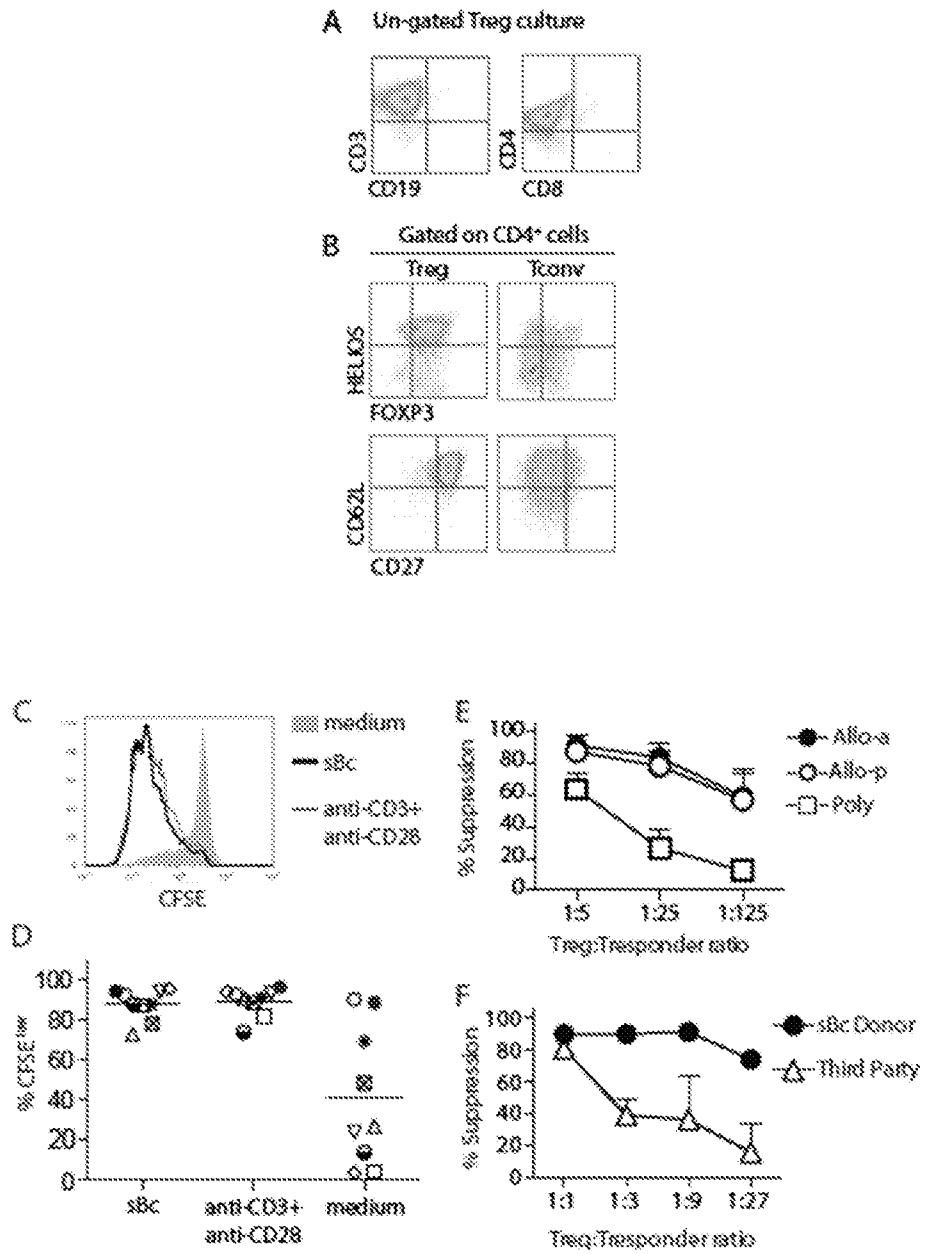 A Un-gated Treg culture
CD3
CD19
CD4
CD8
B Gated on CD4⁺ cells
Treg Tconv
HELIOS
FOXP3
CD62L
CD27
C
medium
sBc
anti-CD3+
anti-CD28
CFSE
D
% CFSEˡᵒʷ
100
80
60
40
20
0
sBc
anti-CD3+
anti-CD28
medium
E
% Suppression
100
80
60
40
20
0
1:5 1:25 1:125
Treg:Tresponder ratio
Allo-a
Allo-p
Poly
F
% Suppression
100
80
60
40
20
0
1:1 1:3 1:9 1:27
Treg:Tresponder ratio
sBc Donor
Third Party